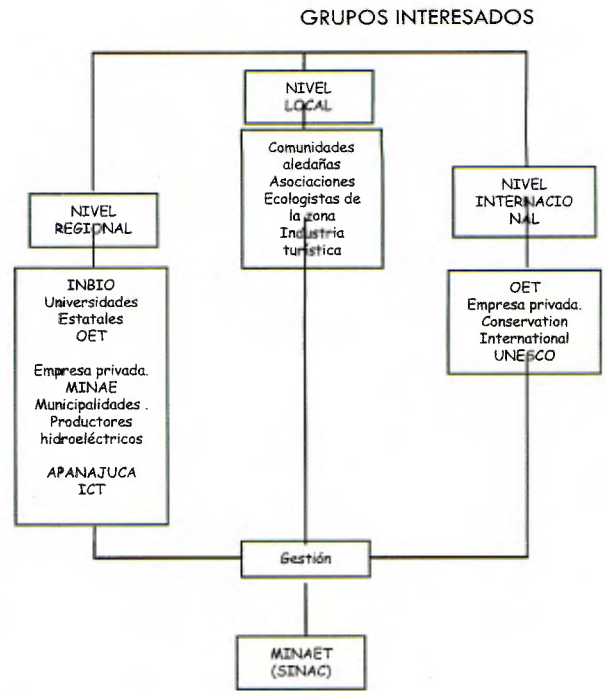 GRUPOS INTERESADOS
NIVEL
LOCAL
Comunidades
aledañas
Asociaciones
Ecologistas de
la zona
Industria
turística
NIVEL
REGIONAL
INBIO
Universidades
Estatales
OET
Empresa privada.
MINAE
Municipalidades .
Productores
hidroeléctricos
APANAJUCA
ICT
NIVEL
INTERNACIO
NAL
OET
Empresa privada.
Conservation
International
UNESCO
Gestión
MINAET
(SINAC)